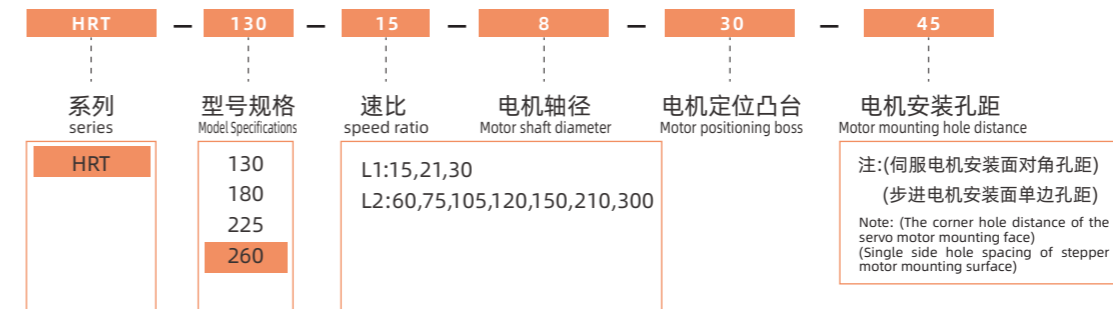 HRT — 130 — 15 — 8 — 30 — 45
系列 型号规格 速比 电机轴径 电机定位凸台 电机安装孔距
series Model Specifications speed ratio Motor shaft diameter Motor positioning boss Motor mounting hole distance
HRT
130
180
225
260
L1:15,21,30
L2:60,75,105,120,150,210,300
注:(伺服电机安装面对角孔距)
(步进电机安装面单边孔距)
Note: (The corner hole distance of the
servo motor mounting face)
(Single side hole spacing of stepper
motor mounting surface)